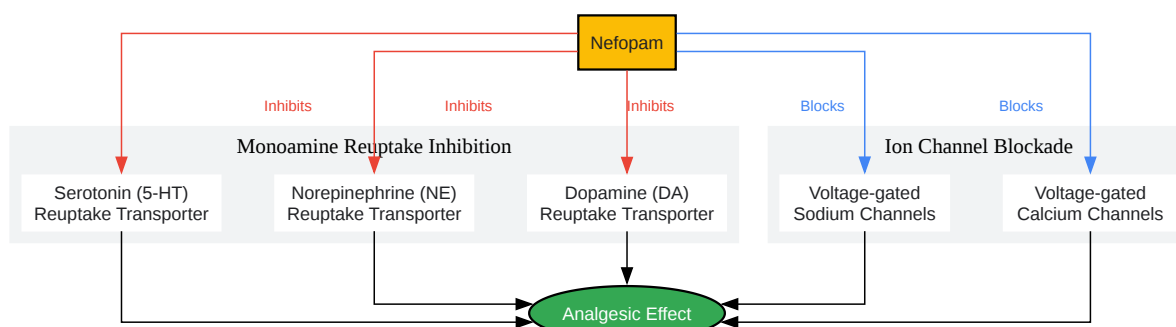 Nefopam
Inhibits
Inhibits
Inhibits
Blocks
Blocks
Monoamine Reuptake Inhibition
Ion Channel Blockade
Serotonin (5-HT)
Reuptake Transporter
Norepinephrine (NE)
Reuptake Transporter
Dopamine (DA)
Reuptake Transporter
Voltage-gated
Sodium Channels
Voltage-gated
Calcium Channels
Analgesic Effect